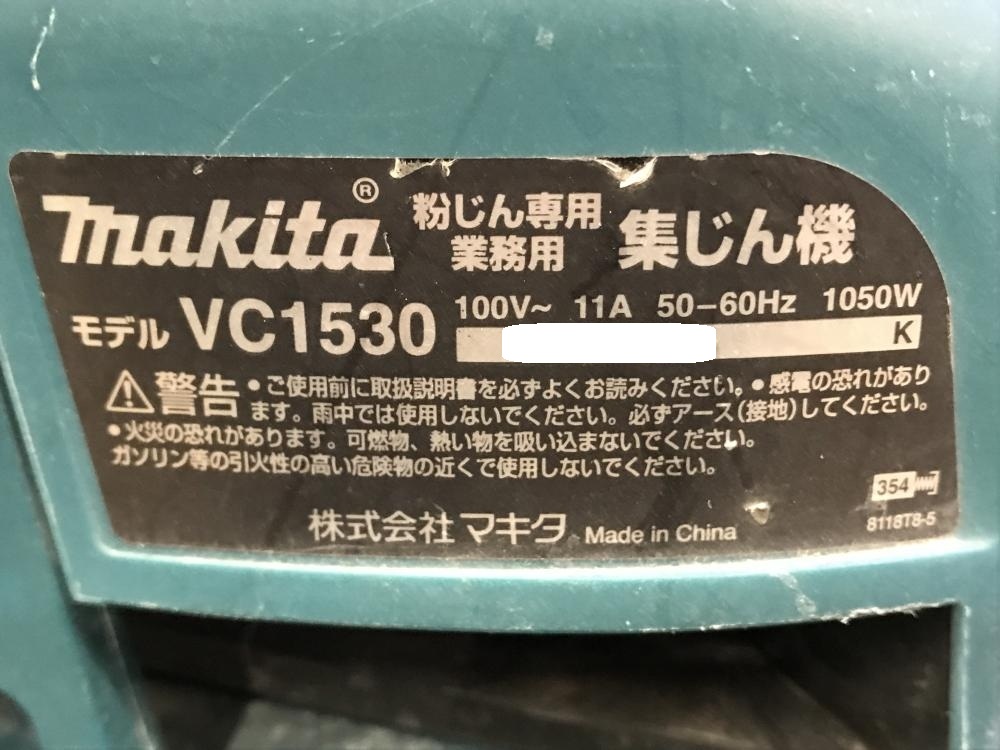 makita®
粉じん専用
業務用
集じん機
モデル VC1530
100V~ 11A 50-60Hz 1050W
K
⚠警告 ●ご使用前に取扱説明書を必ずよくお読みください。●感電の恐れがあり
ます。雨中では使用しないでください。必ずアース(接地)してください。
●火災の恐れがあります。可燃物、熱い物を吸い込まないでください。
ガソリン等の引火性の高い危険物の近くで使用しないでください。
354
株式会社マキタ Made in China
8118T8-5